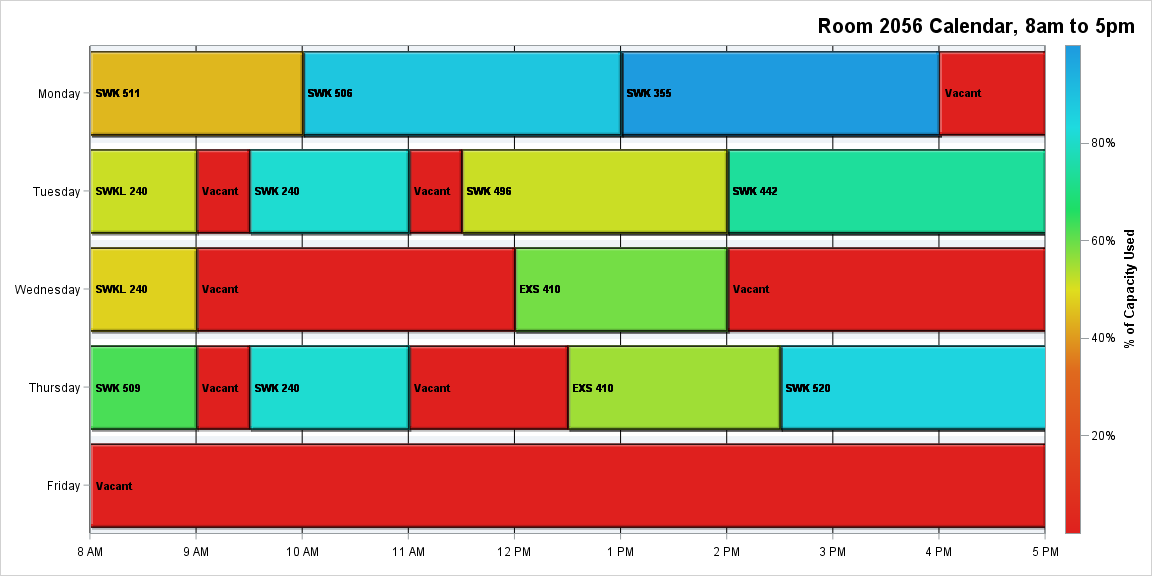 Room 2056 Calendar, 8am to 5pm
Monday
SWK 511
SWK 506
SWK 355
Vacant
Tuesday
SWKL 240
Vacant
SWK 240
Vacant
SWK 496
SWK 442
Wednesday
SWKL 240
Vacant
EXS 410
Vacant
Thursday
SWK 509
Vacant
SWK 240
Vacant
EXS 410
SWK 520
Friday
Vacant
8 AM
9 AM
10 AM
11 AM
12 PM
1 PM
2 PM
3 PM
4 PM
5 PM
80%
60%
40%
20%
% of Capacity Used